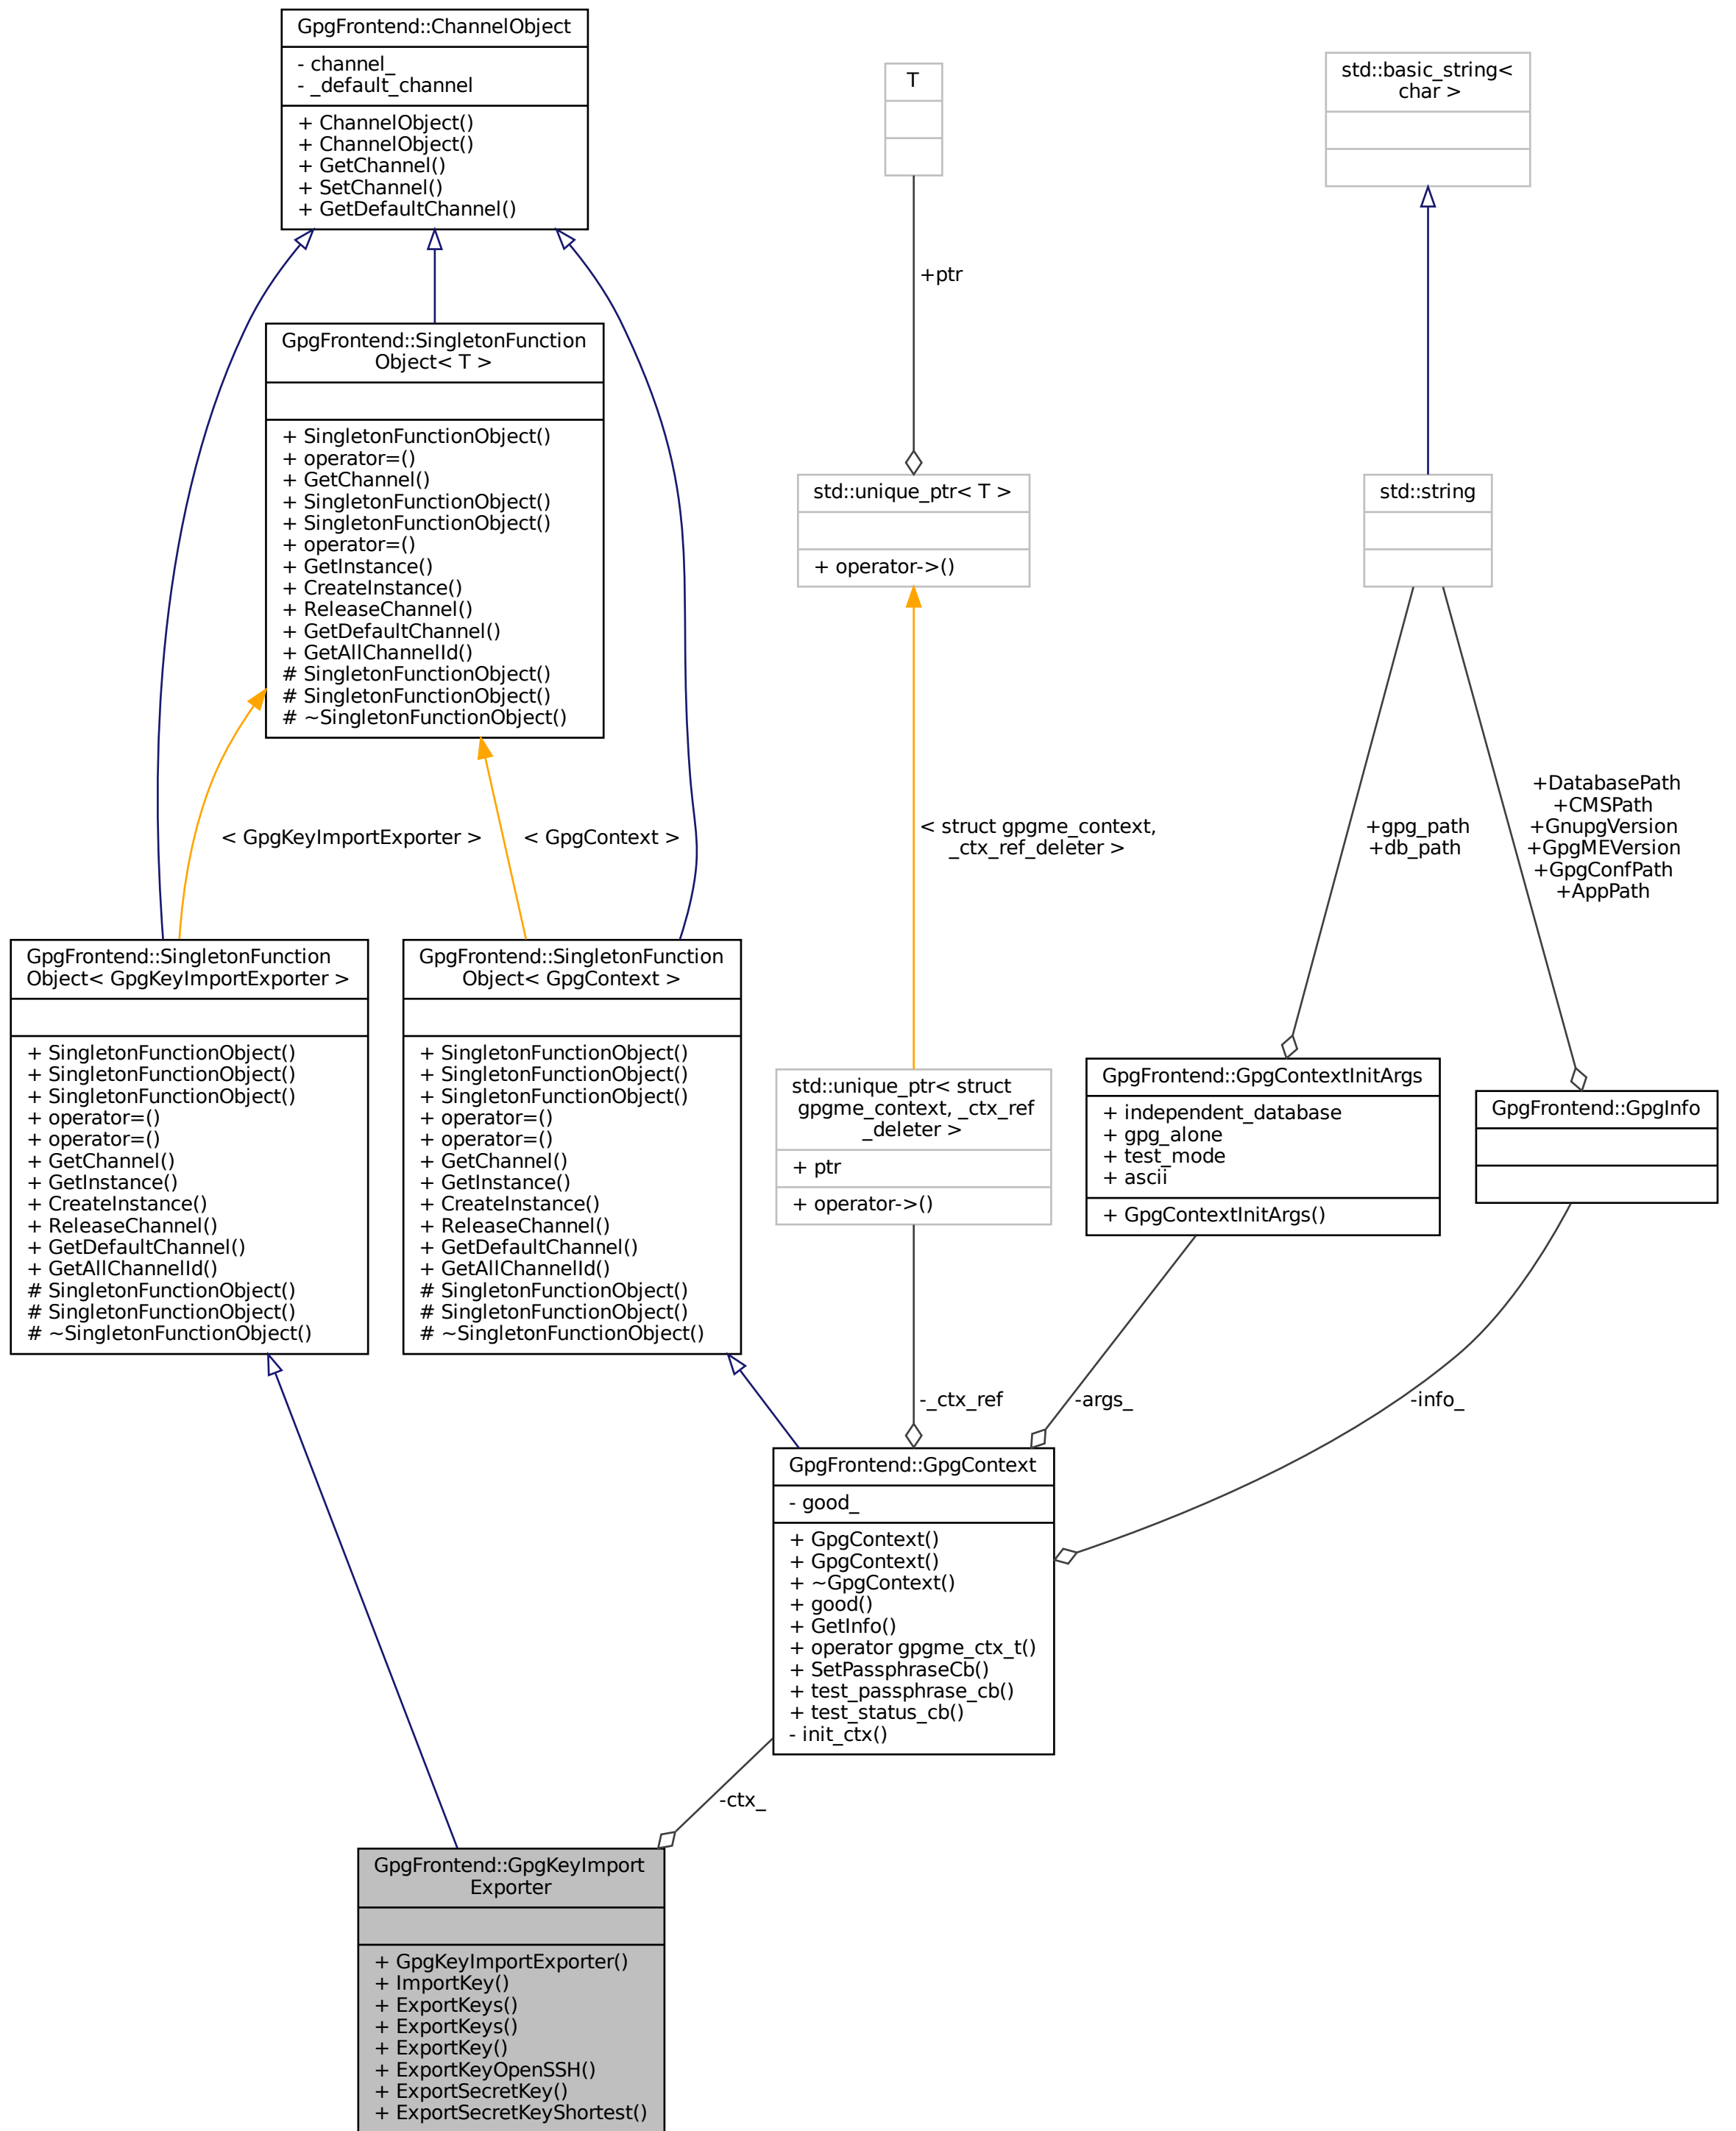 GpgFrontend::ChannelObject
- channel_
- _default_channel
+ ChannelObject()
+ ChannelObject()
+ GetChannel()
+ SetChannel()
+ GetDefaultChannel()
T
+ptr
std::basic_string<
char >
GpgFrontend::SingletonFunction
Object< T >
+ SingletonFunctionObject()
+ operator=()
+ GetChannel()
+ SingletonFunctionObject()
+ SingletonFunctionObject()
+ operator=()
+ GetInstance()
+ CreateInstance()
+ ReleaseChannel()
+ GetDefaultChannel()
+ GetAllChannelId()
# SingletonFunctionObject()
# SingletonFunctionObject()
# ~SingletonFunctionObject()
std::unique_ptr< T >
+ operator->()
std::string
< GpgKeyImportExporter >
< GpgContext >
< struct gpgme_context,
_ctx_ref_deleter >
+gpg_path
+db_path
+DatabasePath
+CMSPath
+GnupgVersion
+GpgMEVersion
+GpgConfPath
+AppPath
GpgFrontend::SingletonFunction
Object< GpgKeyImportExporter >
+ SingletonFunctionObject()
+ SingletonFunctionObject()
+ SingletonFunctionObject()
+ operator=()
+ operator=()
+ GetChannel()
+ GetInstance()
+ CreateInstance()
+ ReleaseChannel()
+ GetDefaultChannel()
+ GetAllChannelId()
# SingletonFunctionObject()
# SingletonFunctionObject()
# ~SingletonFunctionObject()
GpgFrontend::SingletonFunction
Object< GpgContext >
+ SingletonFunctionObject()
+ SingletonFunctionObject()
+ SingletonFunctionObject()
+ operator=()
+ operator=()
+ GetChannel()
+ GetInstance()
+ CreateInstance()
+ ReleaseChannel()
+ GetDefaultChannel()
+ GetAllChannelId()
# SingletonFunctionObject()
# SingletonFunctionObject()
# ~SingletonFunctionObject()
std::unique_ptr< struct
gpgme_context, _ctx_ref
_deleter >
+ ptr
+ operator->()
GpgFrontend::GpgContextInitArgs
+ independent_database
+ gpg_alone
+ test_mode
+ ascii
+ GpgContextInitArgs()
GpgFrontend::GpgInfo
-_ctx_ref
-args_
-info_
GpgFrontend::GpgContext
- good_
+ GpgContext()
+ GpgContext()
+ ~GpgContext()
+ good()
+ GetInfo()
+ operator gpgme_ctx_t()
+ SetPassphraseCb()
+ test_passphrase_cb()
+ test_status_cb()
- init_ctx()
-ctx_
GpgFrontend::GpgKeyImport
Exporter
+ GpgKeyImportExporter()
+ ImportKey()
+ ExportKeys()
+ ExportKeys()
+ ExportKey()
+ ExportKeyOpenSSH()
+ ExportSecretKey()
+ ExportSecretKeyShortest()